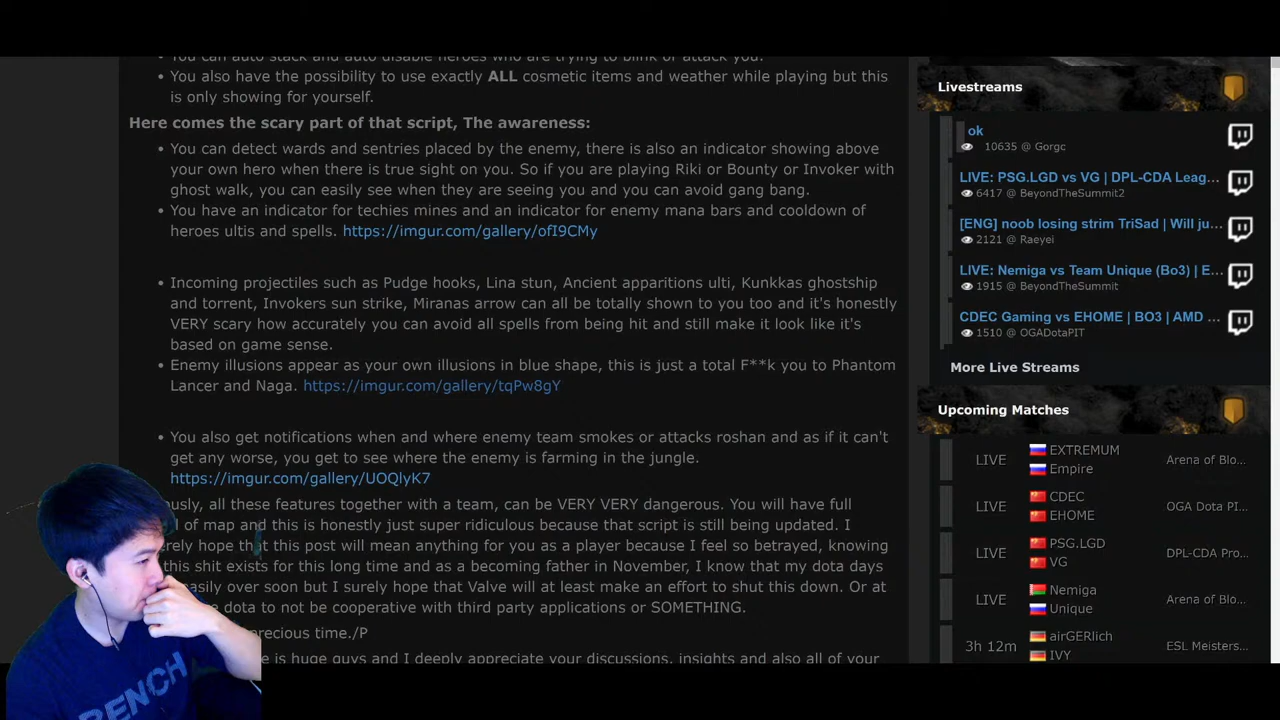 You can auto stack and auto disable heroes who are trying to blink or attack you.
You also have the possibility to use exactly ALL cosmetic items and weather while playing but this
is only showing for yourself.
Here comes the scary part of that script, The awareness:
You can detect wards and sentries placed by the enemy, there is also an indicator showing above
your own hero when there is true sight on you. So if you are playing Riki or Bounty or Invoker with
ghost walk, you can easily see when they are seeing you and you can avoid gang bang.
You have an indicator for techies mines and an indicator for enemy mana bars and cooldown of
heroes ultis and spells. https://imgur.com/gallery/ofI9CMy
Incoming projectiles such as Pudge hooks, Lina stun, Ancient apparitions ulti, Kunkkas ghostship
and torrent, Invokers sun strike, Miranas arrow can all be totally shown to you too and it's honestly
VERY scary how accurately you can avoid all spells from being hit and still make it look like it's
based on game sense.
Enemy illusions appear as your own illusions in blue shape, this is just a total F**k you to Phantom
Lancer and Naga. https://imgur.com/gallery/tqPw8gY
You also get notifications when and where enemy team smokes or attacks roshan and as if it can't
get any worse, you get to see where the enemy is farming in the jungle.
https://imgur.com/gallery/UOQlyK7
ously, all these features together with a team, can be VERY VERY dangerous. You will have full
l of map and this is honestly just super ridiculous because that script is still being updated. I
erely hope that this post will mean anything for you as a player because I feel so betrayed, knowing
this shit exists for this long time and as a becoming father in November, I know that my dota days
easily over soon but I surely hope that Valve will at least make an effort to shut this down. Or at
e dota to not be cooperative with third party applications or SOMETHING.
precious time./P
e is huge guys and I deeply appreciate your discussions, insights and also all of your
BENCH
Livestreams
ok
10635 @ Gorgc
LIVE: PSG.LGD vs VG | DPL-CDA Leag...
6417 @ BeyondTheSummit2
[ENG] noob losing strim TriSad | Will ju...
2121 @ Raeyei
LIVE: Nemiga vs Team Unique (Bo3) | E...
1915 @ BeyondTheSummit
CDEC Gaming vs EHOME | BO3 | AMD ...
1510 @ OGADotaPIT
More Live Streams
Upcoming Matches
LIVE EXTREMUM Arena of Blo...
Empire
LIVE CDEC OGA Dota PI...
EHOME
LIVE PSG.LGD DPL-CDA Pro...
VG
LIVE Nemiga Arena of Blo...
Unique
3h 12m airGERlich ESL Meisters...
IVY